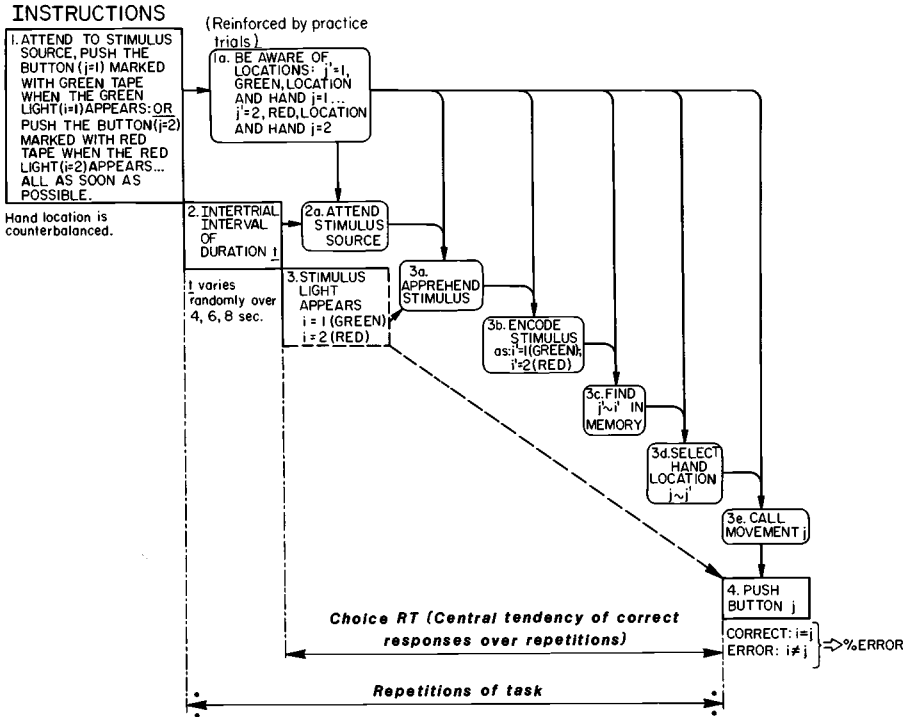 INSTRUCTIONS
1. ATTEND TO STIMULUS
SOURCE, PUSH THE
BUTTON (j=1) MARKED
WITH GREEN TAPE
WHEN THE GREEN
LIGHT (i=1) APPEARS: OR
PUSH THE BUTTON (j=2)
MARKED WITH RED
TAPE WHEN THE RED
LIGHT (i=2) APPEARS...
ALL AS SOON AS
POSSIBLE.
Hand location is
counterbalanced.
(Reinforced by practice
trials)
1a. BE AWARE OF
LOCATIONS: j'=1,
GREEN, LOCATION
AND HAND j=1...
j'=2, RED, LOCATION
AND HAND j=2
2. INTERTRIAL
INTERVAL
OF
DURATION t
t varies
randomly over
4, 6, 8 sec.
2a. ATTEND
STIMULUS
SOURCE
3. STIMULUS
LIGHT
APPEARS
i = 1 (GREEN)
i = 2 (RED)
3a.
APPREHEND
STIMULUS
3b. ENCODE
STIMULUS
as: i'=1 (GREEN);
i'=2 (RED)
3c. FIND
j'~i' IN
MEMORY
3d. SELECT
HAND
LOCATION
j~j'
3e. CALL
MOVEMENT j
4. PUSH
BUTTON j
CORRECT: i=j
ERROR: i≠j
⇒%ERROR
Choice RT (Central tendency of correct
responses over repetitions)
Repetitions of task